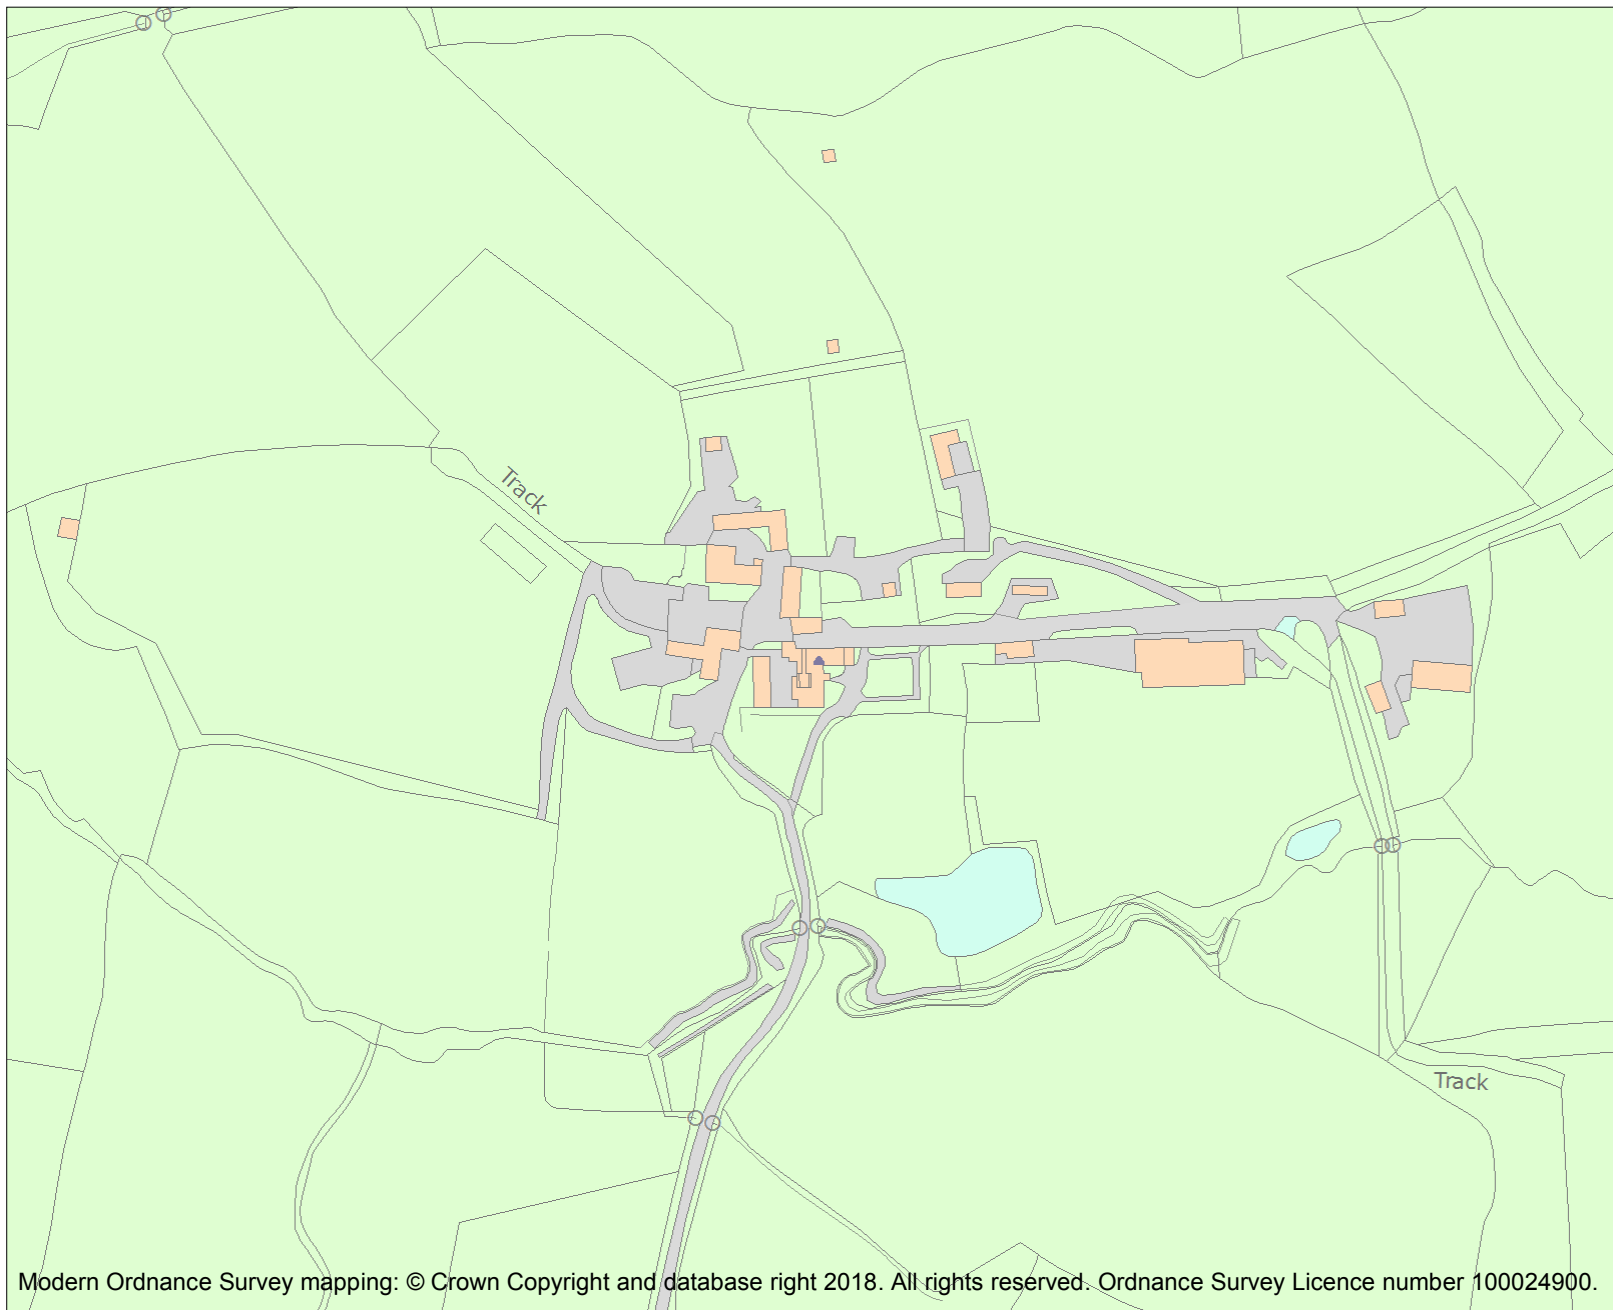 Track
Track
Modern Ordnance Survey mapping: © Crown Copyright and database right 2018. All rights reserved. Ordnance Survey Licence number 100024900.